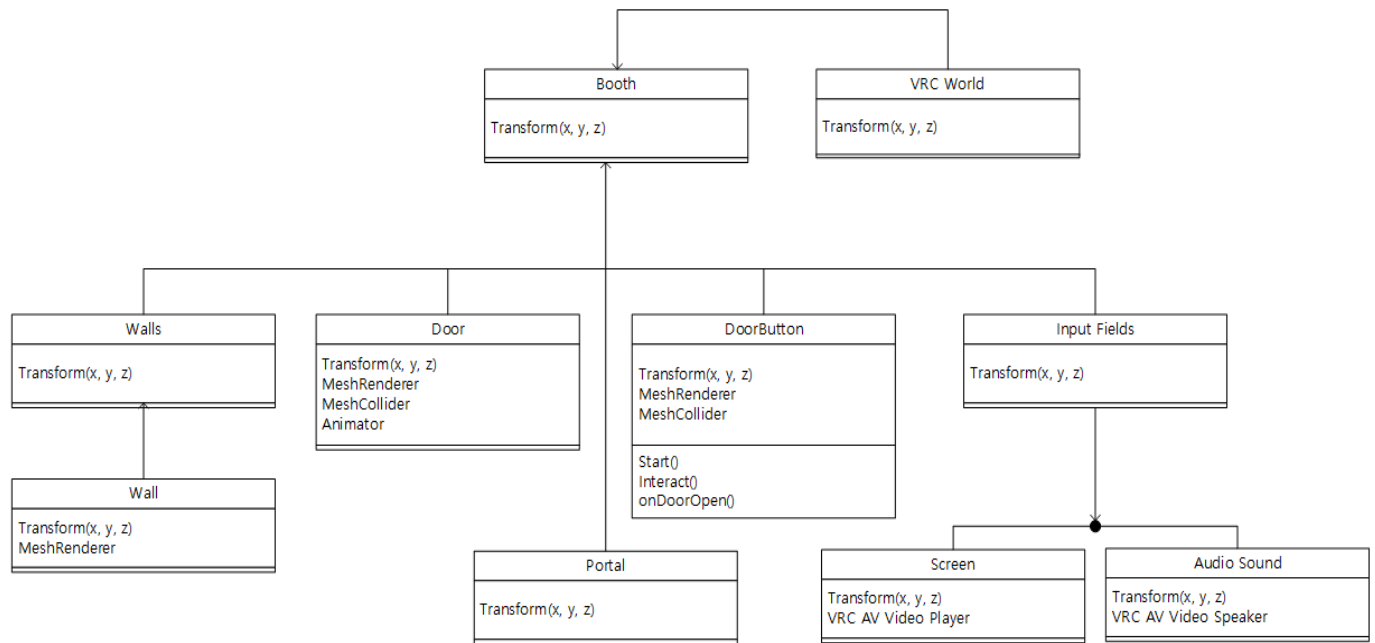 Booth
Transform(x, y, z)
VRC World
Transform(x, y, z)
Walls
Transform(x, y, z)
Door
Transform(x, y, z)
MeshRenderer
MeshCollider
Animator
DoorButton
Transform(x, y, z)
MeshRenderer
MeshCollider
Start()
Interact()
onDoorOpen()
Input Fields
Transform(x, y, z)
Wall
Transform(x, y, z)
MeshRenderer
Portal
Transform(x, y, z)
Screen
Transform(x, y, z)
VRC AV Video Player
Audio Sound
Transform(x, y, z)
VRC AV Video Speaker